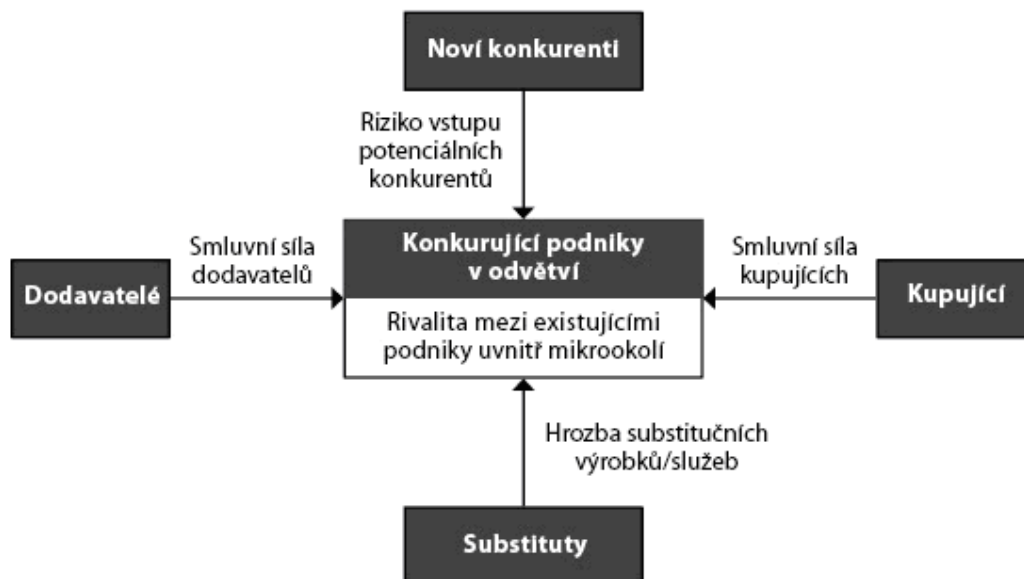 Noví konkurenti
Riziko vstupu
potenciálních
konkurentů
Smluvní síla
dodavatelů
Dodavatelé
Konkurující podniky
v odvětví
Rivalita mezi existujícími
podniky uvnitř mikrookolí
Smluvní síla
kupujících
Kupující
Hrozba substitučních
výrobků/služeb
Substituty